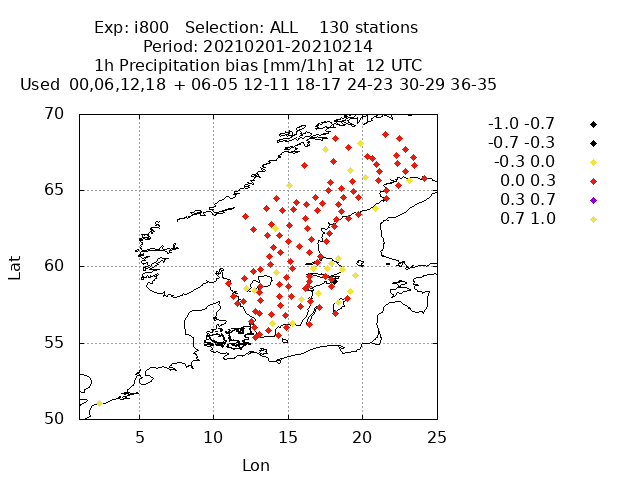 Exp: i800 Selection: ALL 130 stations
Period: 20210201-20210214
1h Precipitation bias [mm/1h] at 12 UTC
Used 00,06,12,18 + 06-05 12-11 18-17 24-23 30-29 36-35
70
65
60
55
50
Lat
5 10 15 20 25
Lon
-1.0 -0.7
-0.7 -0.3
-0.3 0.0
0.0 0.3
0.3 0.7
0.7 1.0